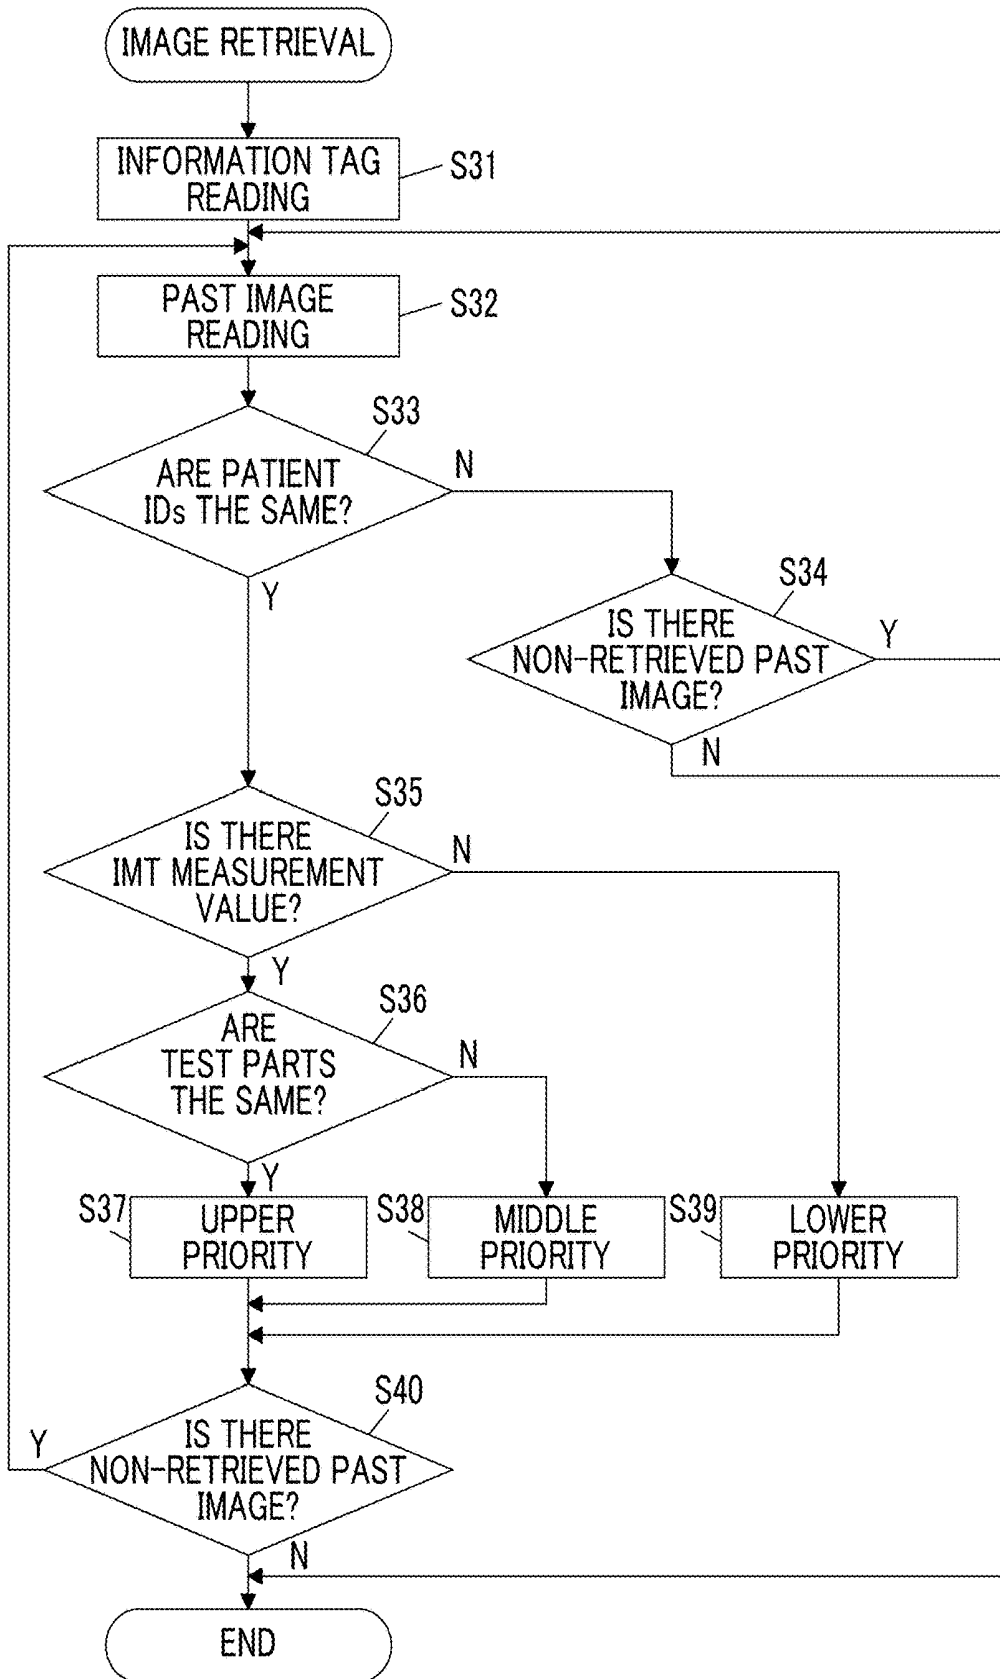 IMAGE RETRIEVAL
INFORMATION TAG
READING
S31
PAST IMAGE
READING
S32
S33
ARE PATIENT
IDs THE SAME?
N
Y
S34
IS THERE
NON-RETRIEVED PAST
IMAGE?
Y
N
S35
IS THERE
IMT MEASUREMENT
VALUE?
N
Y
S36
ARE
TEST PARTS
THE SAME?
N
Y
S37
UPPER
PRIORITY
S38
MIDDLE
PRIORITY
S39
LOWER
PRIORITY
S40
IS THERE
NON-RETRIEVED PAST
IMAGE?
Y
N
END